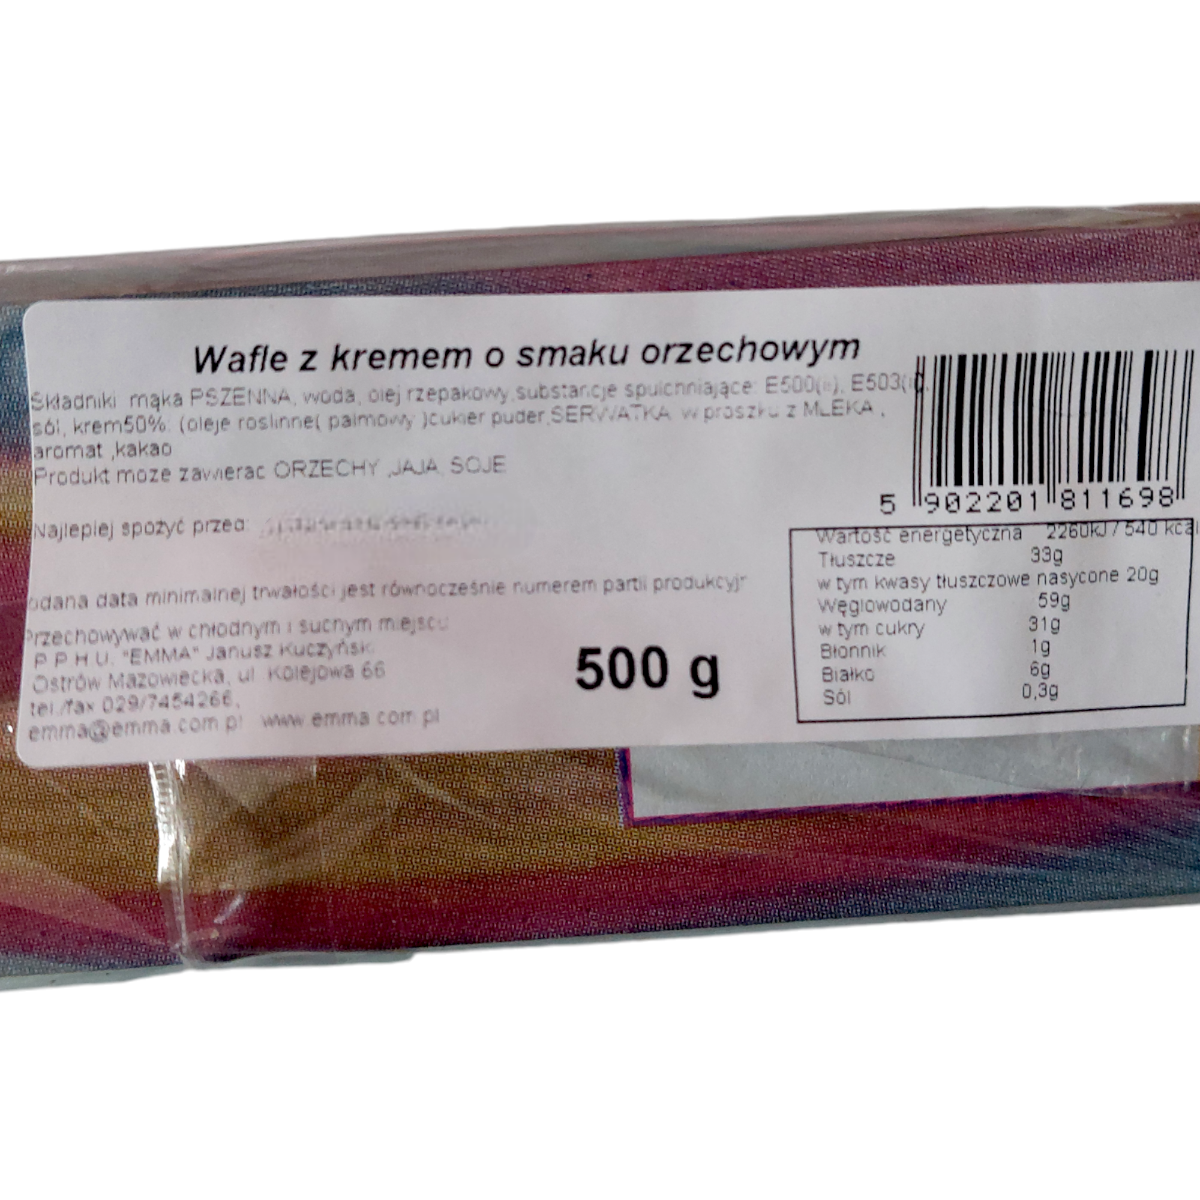 Wafle z kremem o smaku orzechowym
Składniki mąka PSZENNA, woda, olej rzepakowy,substancje spulchniające: E500(ii), E503(ii),
sól, krem50%: (oleje roslinne( palmowy )cukier puder,SERWATKA w proszku z MLEKA ,
aromat ,kakao
Produkt moze zawierac ORZECHY ,JAJA, SOJE
Najlepiej spożyć przed:
odana data minimalnej trwałości jest równocześnie numerem partii produkcyj
Przechowywać w chłodnym i suchym miejscu
P.P.H.U. "EMMA" Janusz Kuczyński
Ostrów Mazowiecka, ul Kolejowa 66
tel./fax 029/7454266,
emma@emma.com.pl www.emma.com.pl
500 g
5 902201 811698
Wartość energetyczna 2260kJ / 540 kcal
Tłuszcze 33g
w tym kwasy tłuszczowe nasycone 20g
Węglowodany 59g
w tym cukry 31g
Błonnik 1g
Białko 6g
Sól 0,3g